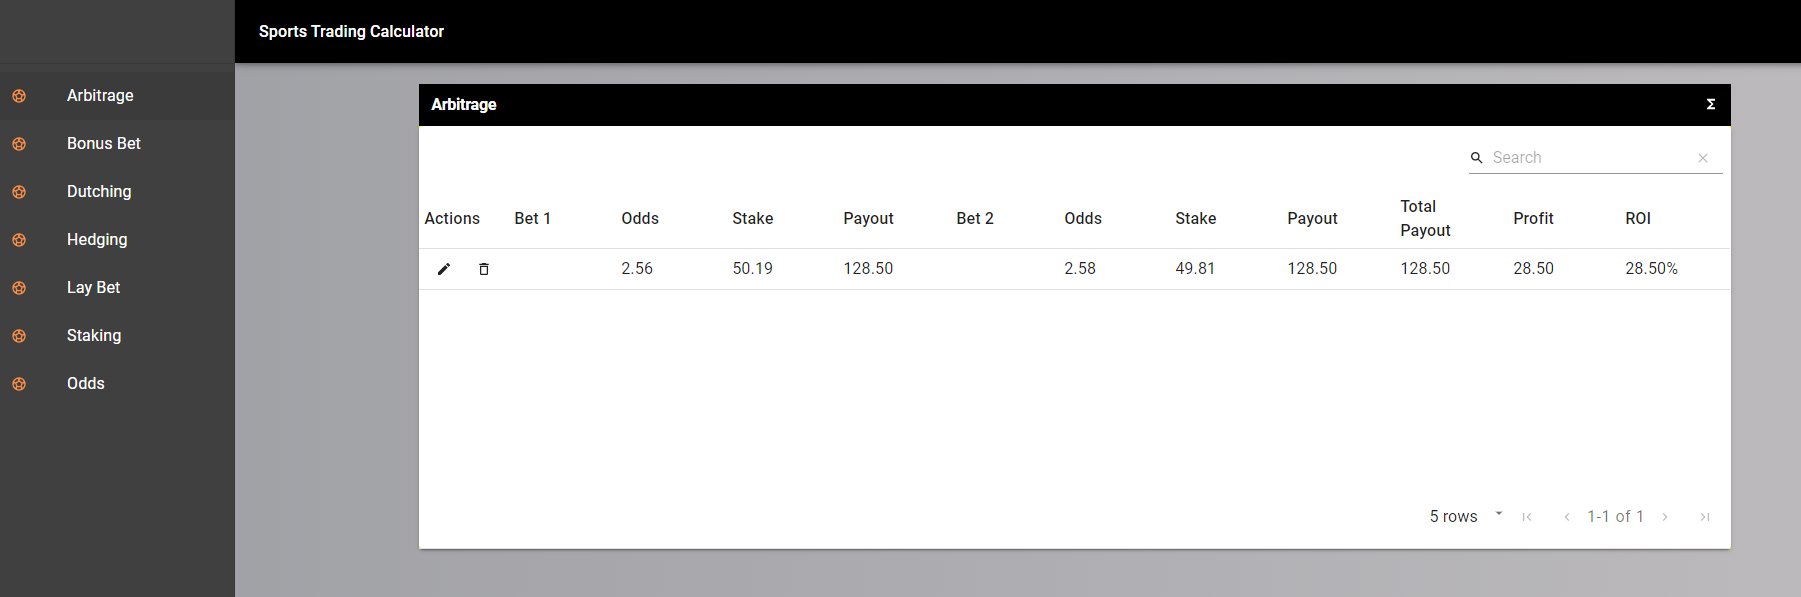 Sports Trading Calculator
Arbitrage
Bonus Bet
Dutching
Hedging
Lay Bet
Staking
Odds
Arbitrage Σ
Search
Actions Bet 1 Odds Stake Payout Bet 2 Odds Stake Payout Total Payout Profit ROI
2.56 50.19 128.50 2.58 49.81 128.50 128.50 28.50 28.50%
5 rows 1-1 of 1